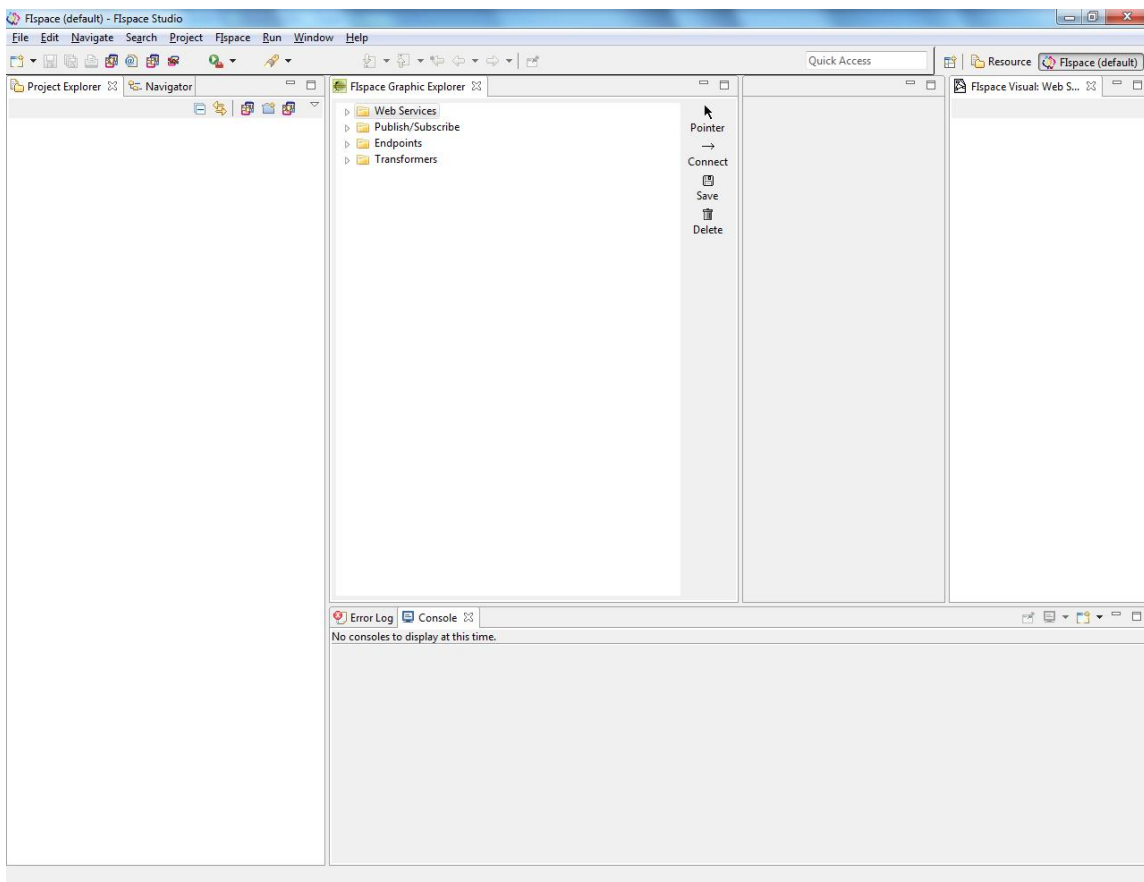 FIspace (default) - FIspace Studio
File Edit Navigate Search Project FIspace Run Window Help
Quick Access
Resource
FIspace (default)
Project Explorer
Navigator
FIspace Graphic Explorer
FIspace Visual: Web S...
Web Services
Publish/Subscribe
Endpoints
Transformers
Pointer
Connect
Save
Delete
Error Log
Console
No consoles to display at this time.